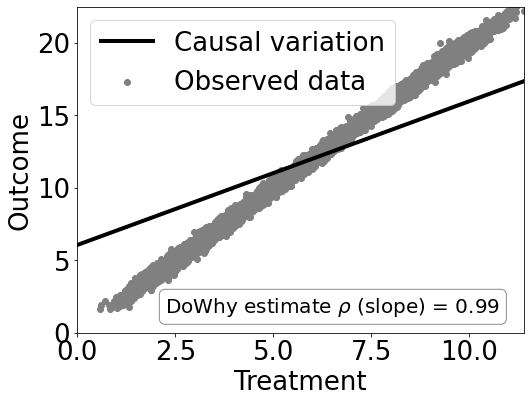 Causal variation
Observed data
20
15
10
5
0
Outcome
DoWhy estimate ρ (slope) = 0.99
0.0 2.5 5.0 7.5 10.0
Treatment